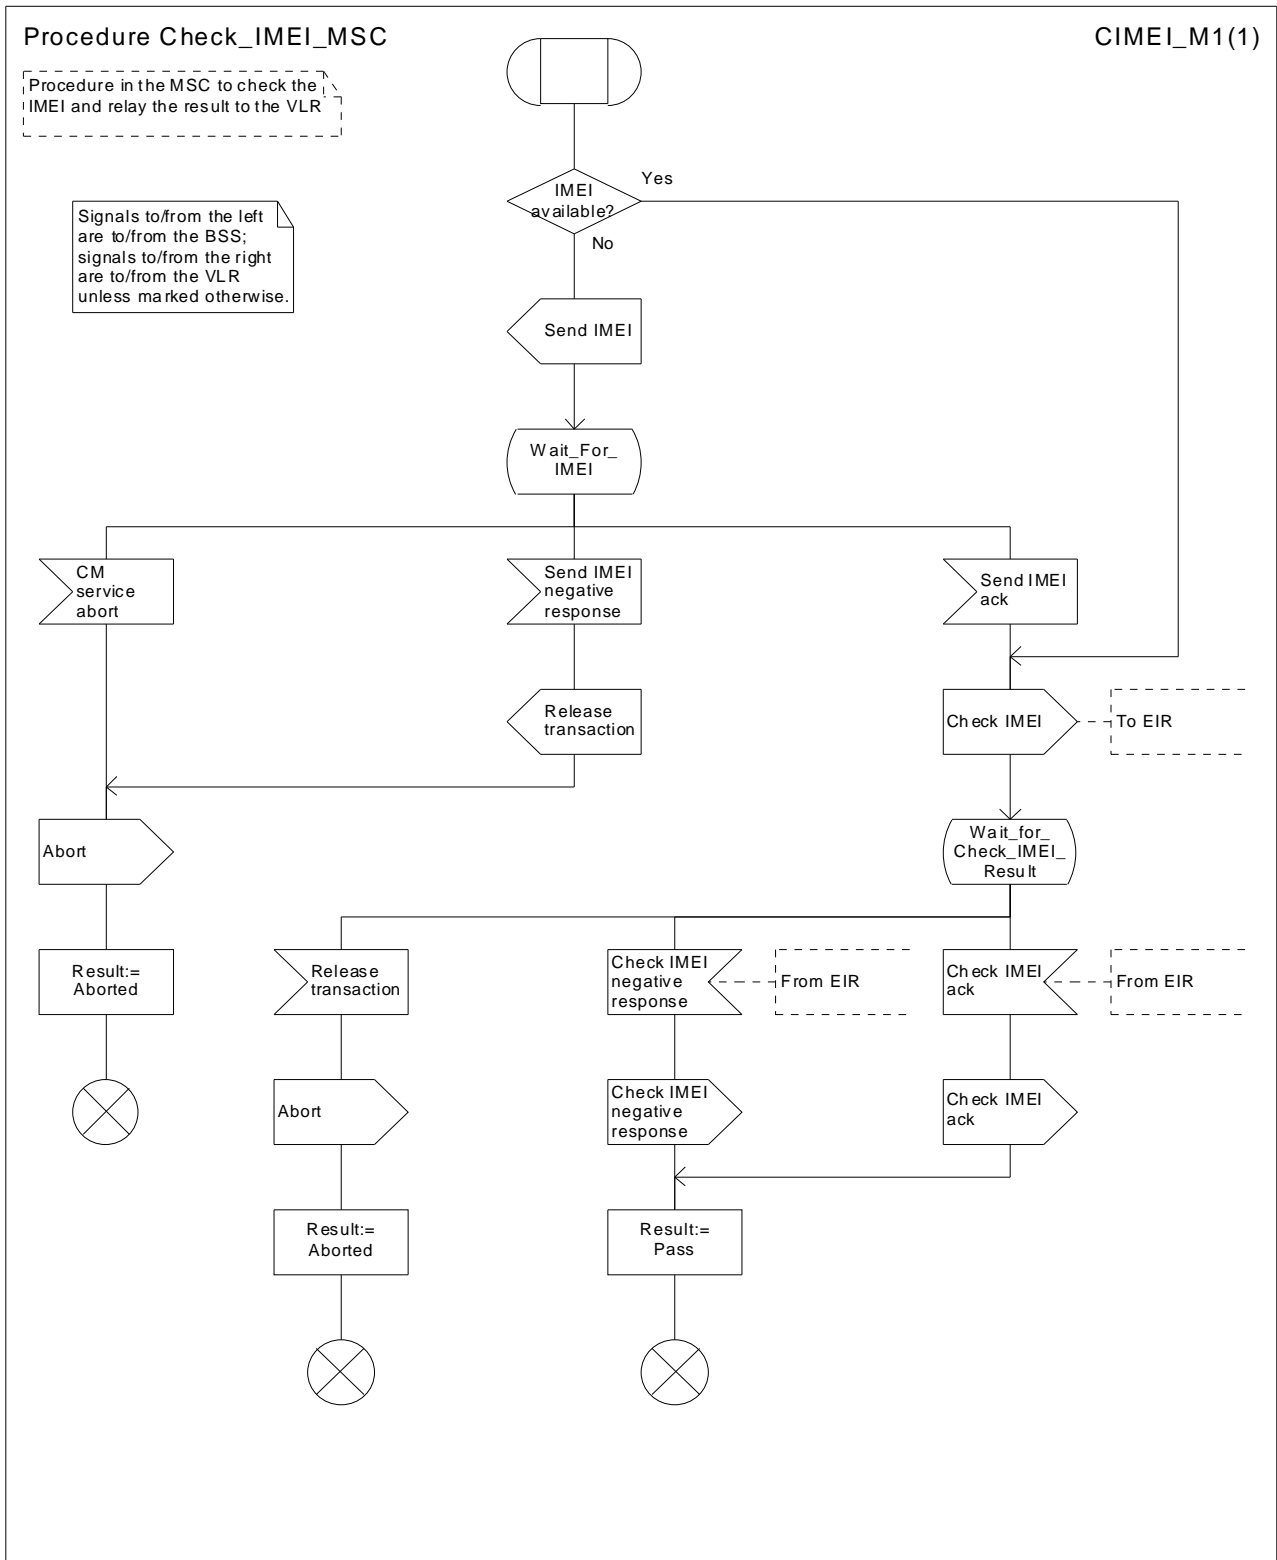 Procedure Check_IMEI_MSC
CIMEI_M1(1)
Procedure in the MSC to check the
IMEI and relay the result to the VLR
Signals to/from the left
are to/from the BSS;
signals to/from the right
are to/from the VLR
unless marked otherwise.
IMEI
available?
Yes
No
Send IMEI
Wait_For_
IMEI
CM
service
abort
Send IMEI
negative
response
Send IMEI
ack
Release
transaction
Check IMEI
To EIR
Abort
Wait_for_
Check_IMEI_
Result
Result:=
Aborted
Release
transaction
Check IMEI
negative
response
From EIR
Check IMEI
ack
From EIR
Abort
Check IMEI
negative
response
Check IMEI
ack
Result:=
Aborted
Result:=
Pass